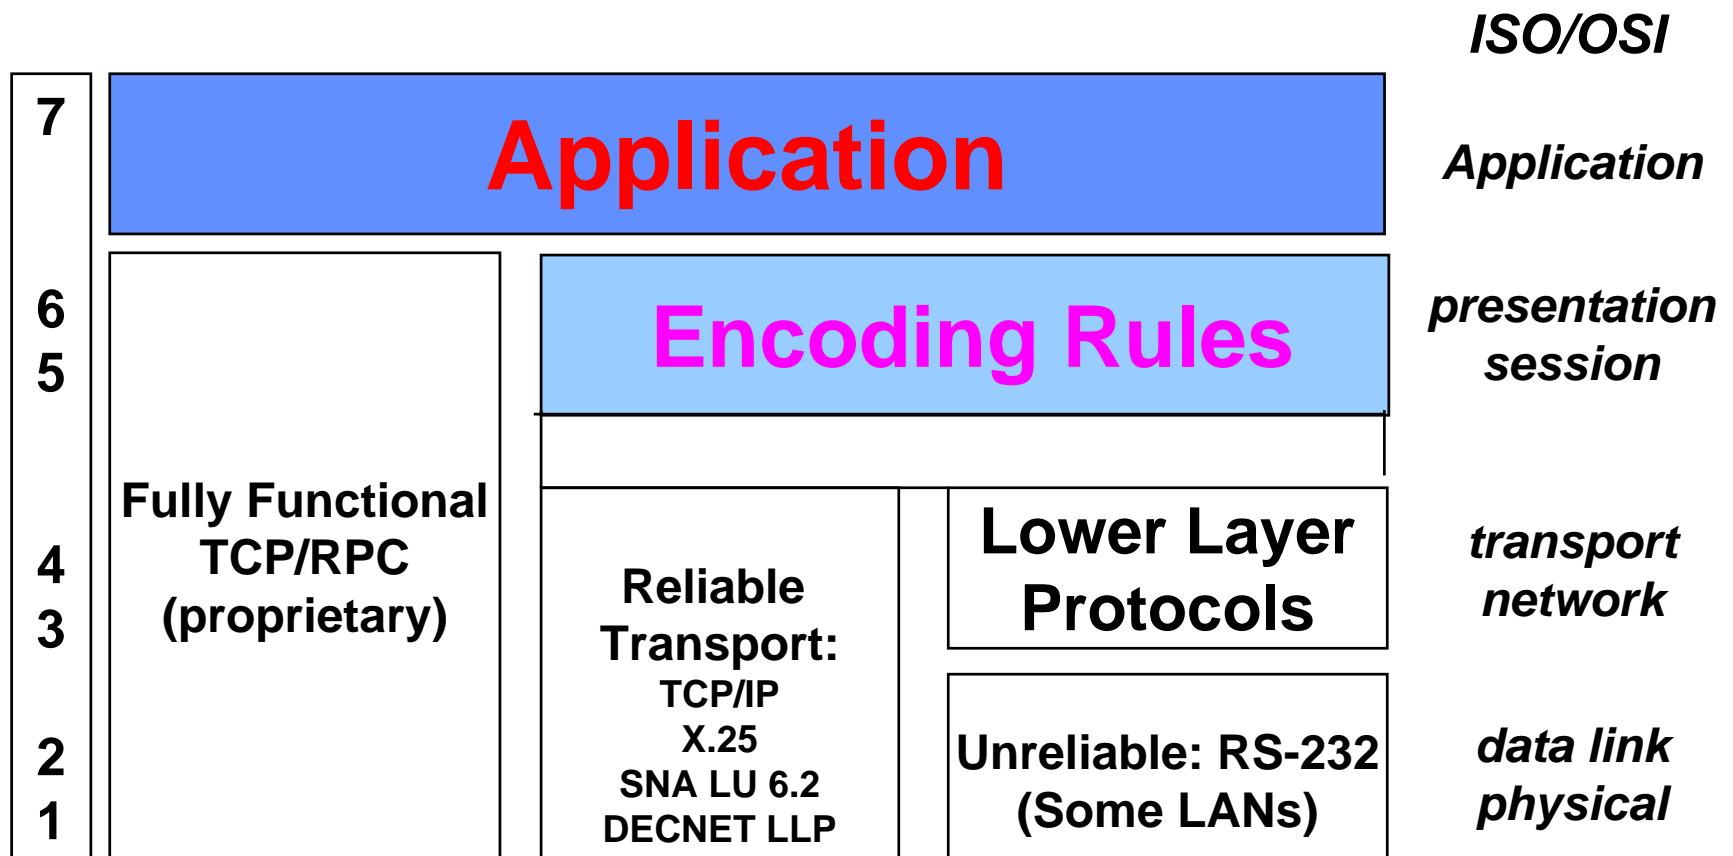 ISO/OSI
7
Application
Application
6
5
Encoding Rules
presentation
session
4
3
Fully Functional
TCP/RPC
(proprietary)
Reliable
Transport:
TCP/IP
X.25
SNA LU 6.2
DECNET LLP
Lower Layer
Protocols
transport
network
2
1
Unreliable: RS-232
(Some LANs)
data link
physical